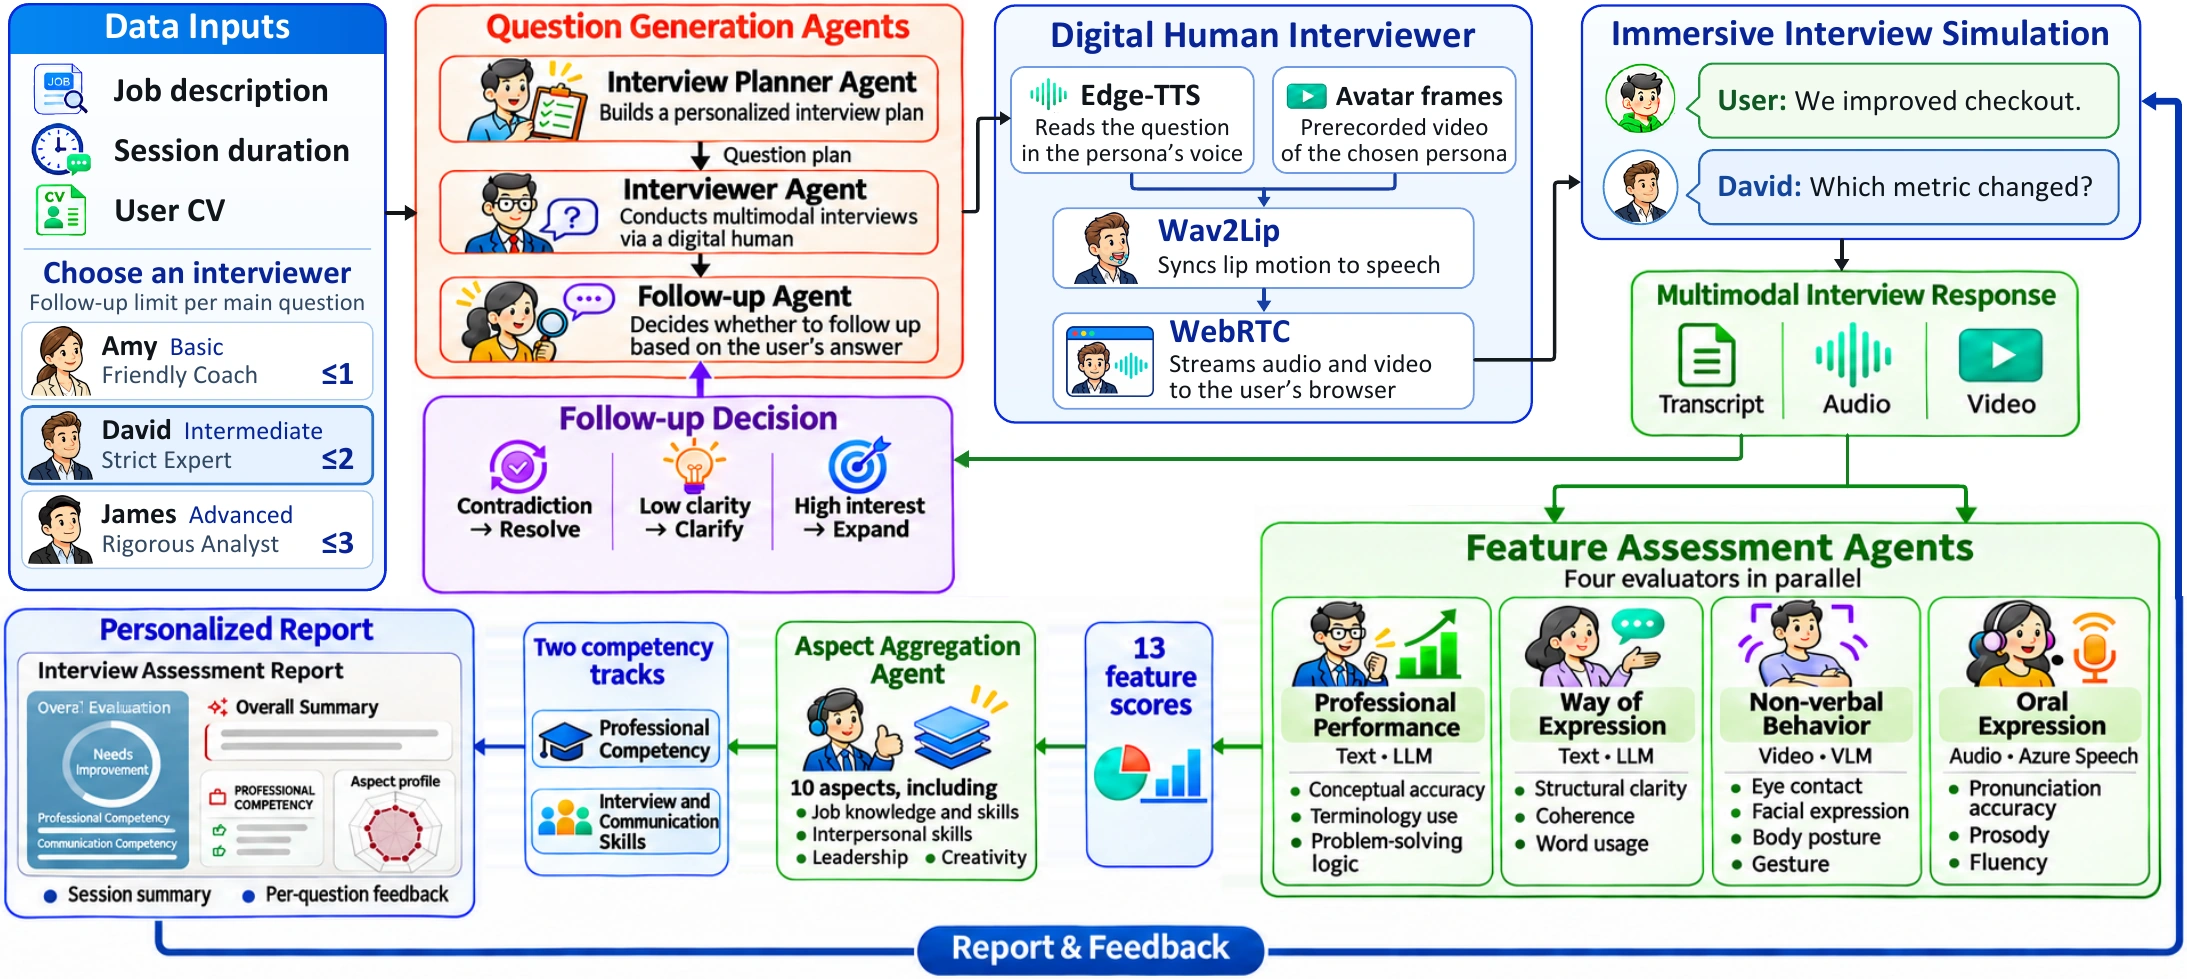 Data Inputs
JOB
Job description
Session duration
CV
User CV
Choose an interviewer
Follow-up limit per main question
Amy Basic
Friendly Coach ≤1
David Intermediate
Strict Expert ≤2
James Advanced
Rigorous Analyst ≤3
Question Generation Agents
Interview Planner Agent
Builds a personalized interview plan
Question plan
Interviewer Agent
?
Conducts multimodal interviews
via a digital human
Follow-up Agent
Decides whether to follow up
based on the user's answer
Follow-up Decision
Contradiction
→ Resolve
Low clarity
→ Clarify
High interest
→ Expand
Digital Human Interviewer
Edge-TTS
Reads the question
in the persona's voice
Avatar frames
Prerecorded video
of the chosen persona
Wav2Lip
Syncs lip motion to speech
WebRTC
Streams audio and video
to the user's browser
Immersive Interview Simulation
User: We improved checkout.
David: Which metric changed?
Multimodal Interview Response
Transcript
Audio
Video
Feature Assessment Agents
Four evaluators in parallel
Professional
Performance
Text • LLM
• Conceptual accuracy
• Terminology use
• Problem-solving
logic
Way of
Expression
Text • LLM
• Structural clarity
• Coherence
• Word usage
Non-verbal
Behavior
Video • VLM
• Eye contact
• Facial expression
• Body posture
• Gesture
Oral
Expression
Audio • Azure Speech
• Pronunciation
accuracy
• Prosody
• Fluency
13
feature
scores
Aspect Aggregation
Agent
10 aspects, including
• Job knowledge and skills
• Interpersonal skills
• Leadership • Creativity
Two competency
tracks
Professional
Competency
Interview and
Communication
Skills
Personalized Report
Interview Assessment Report
Overal Evaluation
Needs
Improvement
Professional Competency
Communication Competency
Overall Summary
PROFESSIONAL
COMPETENCY
Aspect profile
• Session summary • Per-question feedback
Report & Feedback